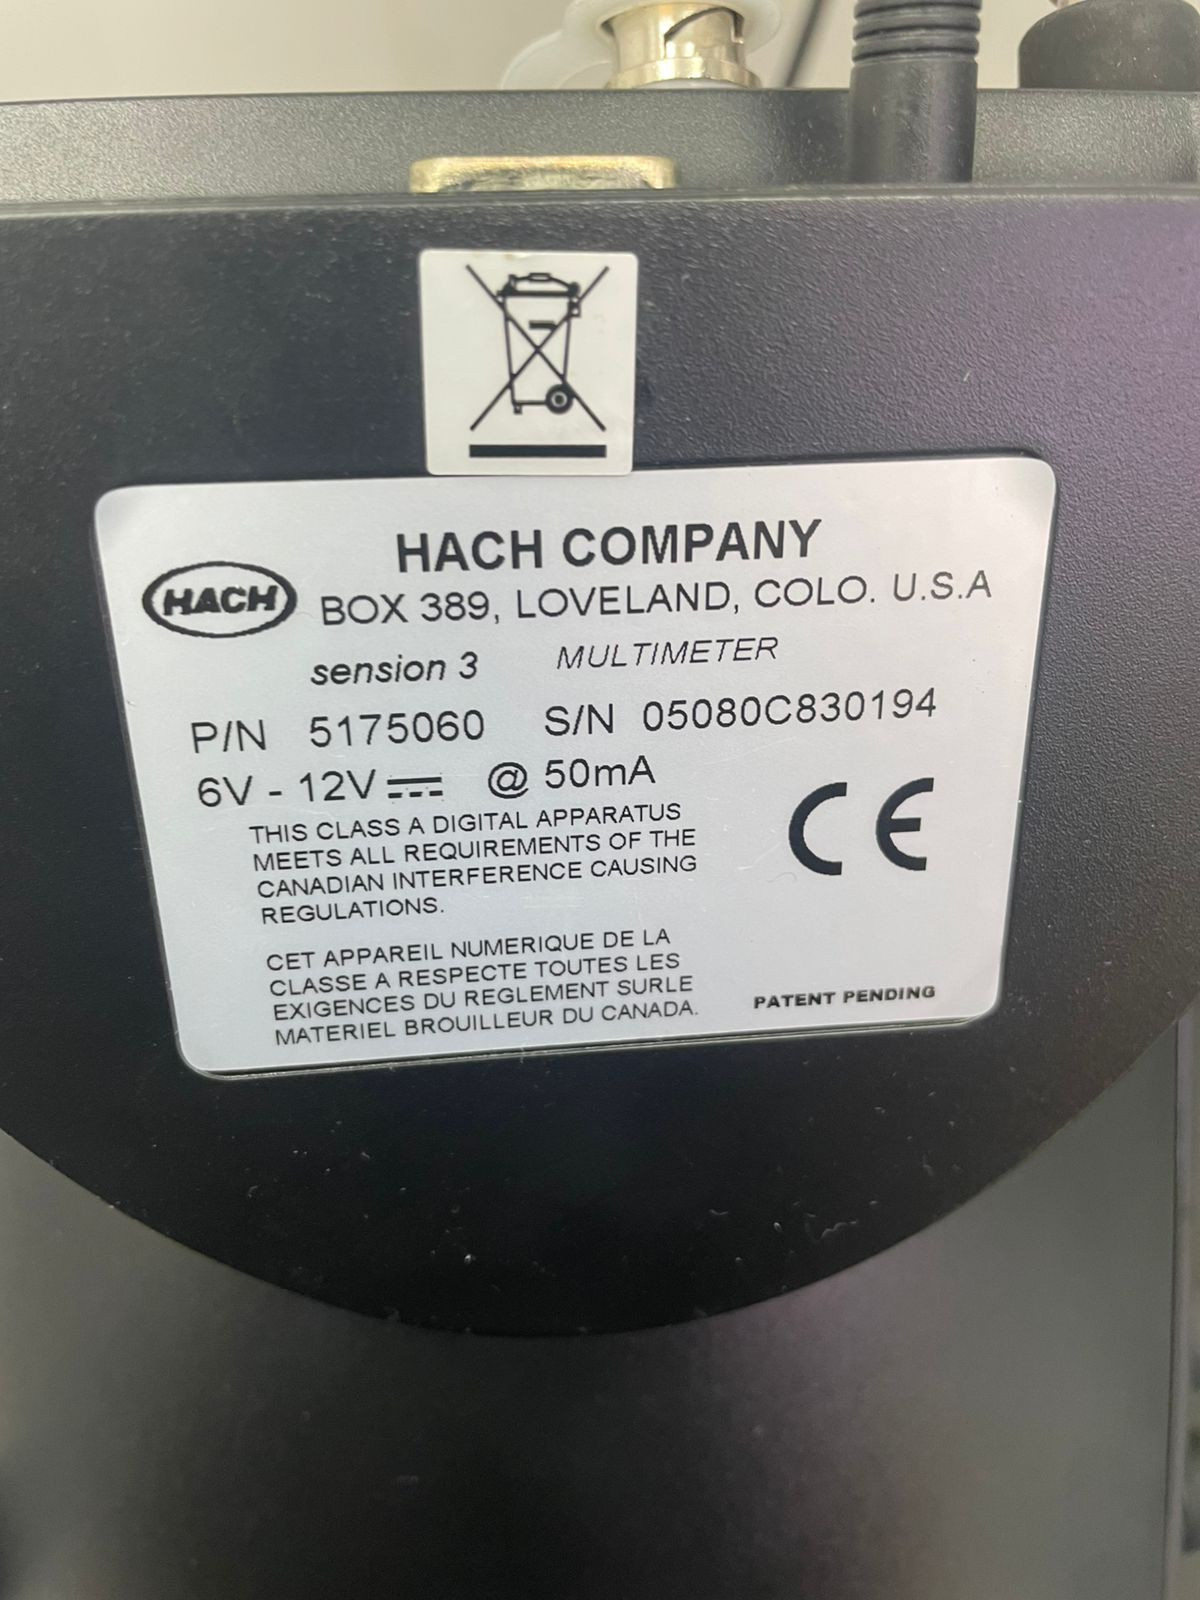 HACH COMPANY
HACH
BOX 389, LOVELAND, COLO. U.S.A
sension 3 MULTIMETER
P/N 5175060 S/N 05080C830194
6V - 12V ⎓ @ 50mA
THIS CLASS A DIGITAL APPARATUS
MEETS ALL REQUIREMENTS OF THE
CANADIAN INTERFERENCE CAUSING
REGULATIONS.
CE
CET APPAREIL NUMERIQUE DE LA
CLASSE A RESPECTE TOUTES LES
EXIGENCES DU REGLEMENT SURLE
MATERIEL BROUILLEUR DU CANADA.
PATENT PENDING